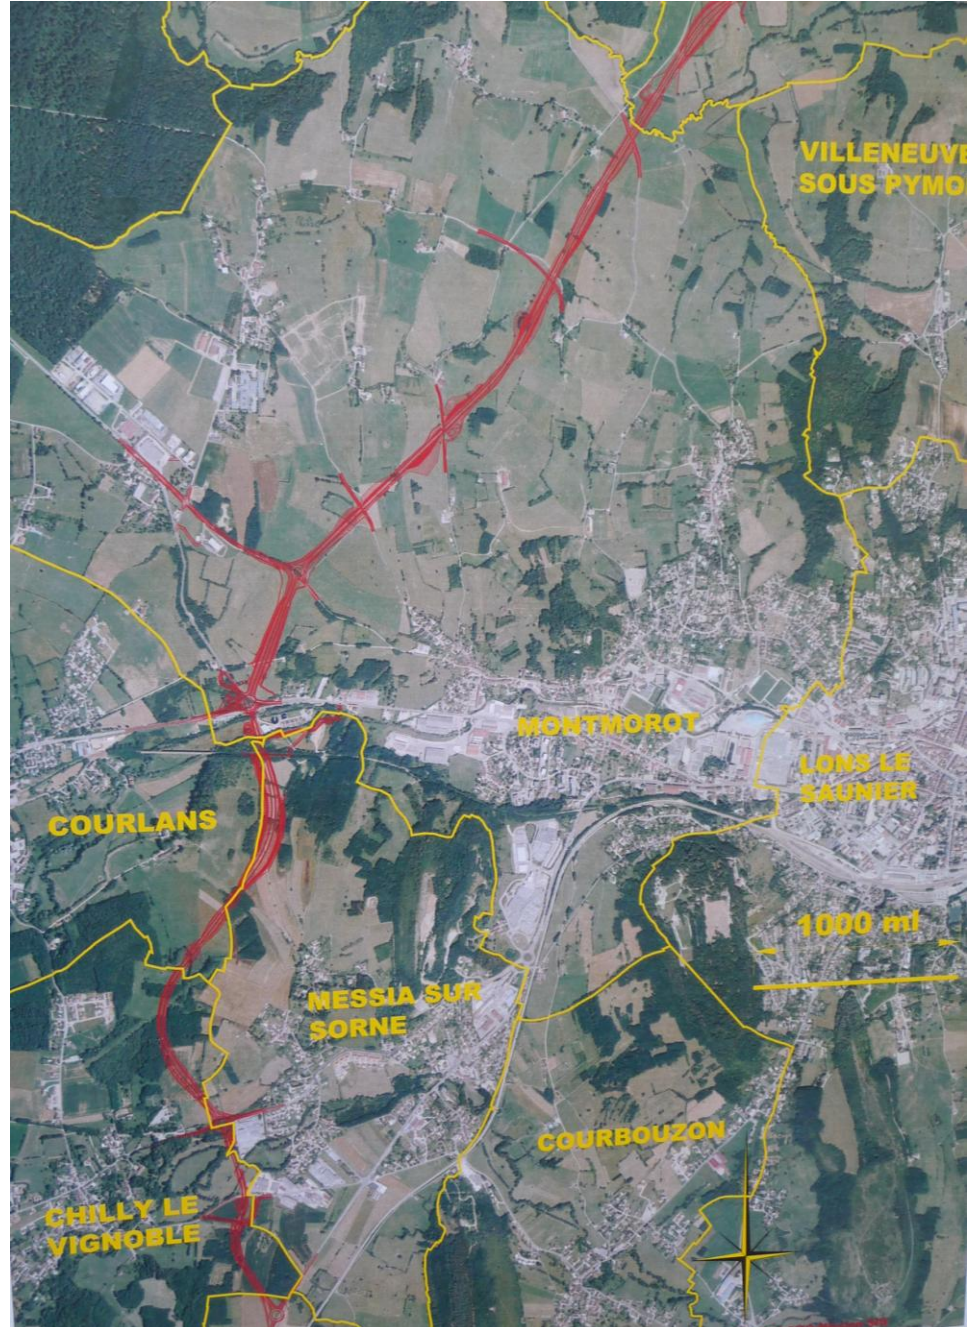 VILLENEUVE
SOUS PYMO
MONTMOROT
LONS LE
SAUNIER
COURLANS
1000 ml
MESSIA SUR
SORNE
COURBOUZON
CHILLY LE
VIGNOBLE